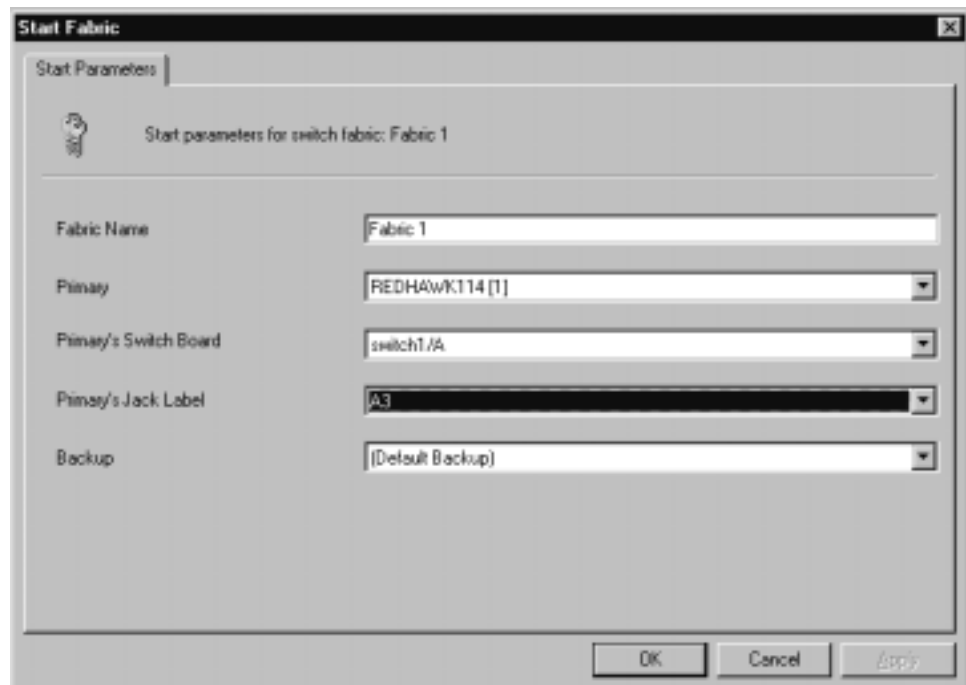 Start Fabric
Start Parameters
Start parameters for switch fabric: Fabric 1
Fabric Name Fabric 1
Primary REDHAWK114 [1]
Primary's Switch Board switch1/A
Primary's Jack Label A3
Backup (Default Backup)
OK Cancel Apply